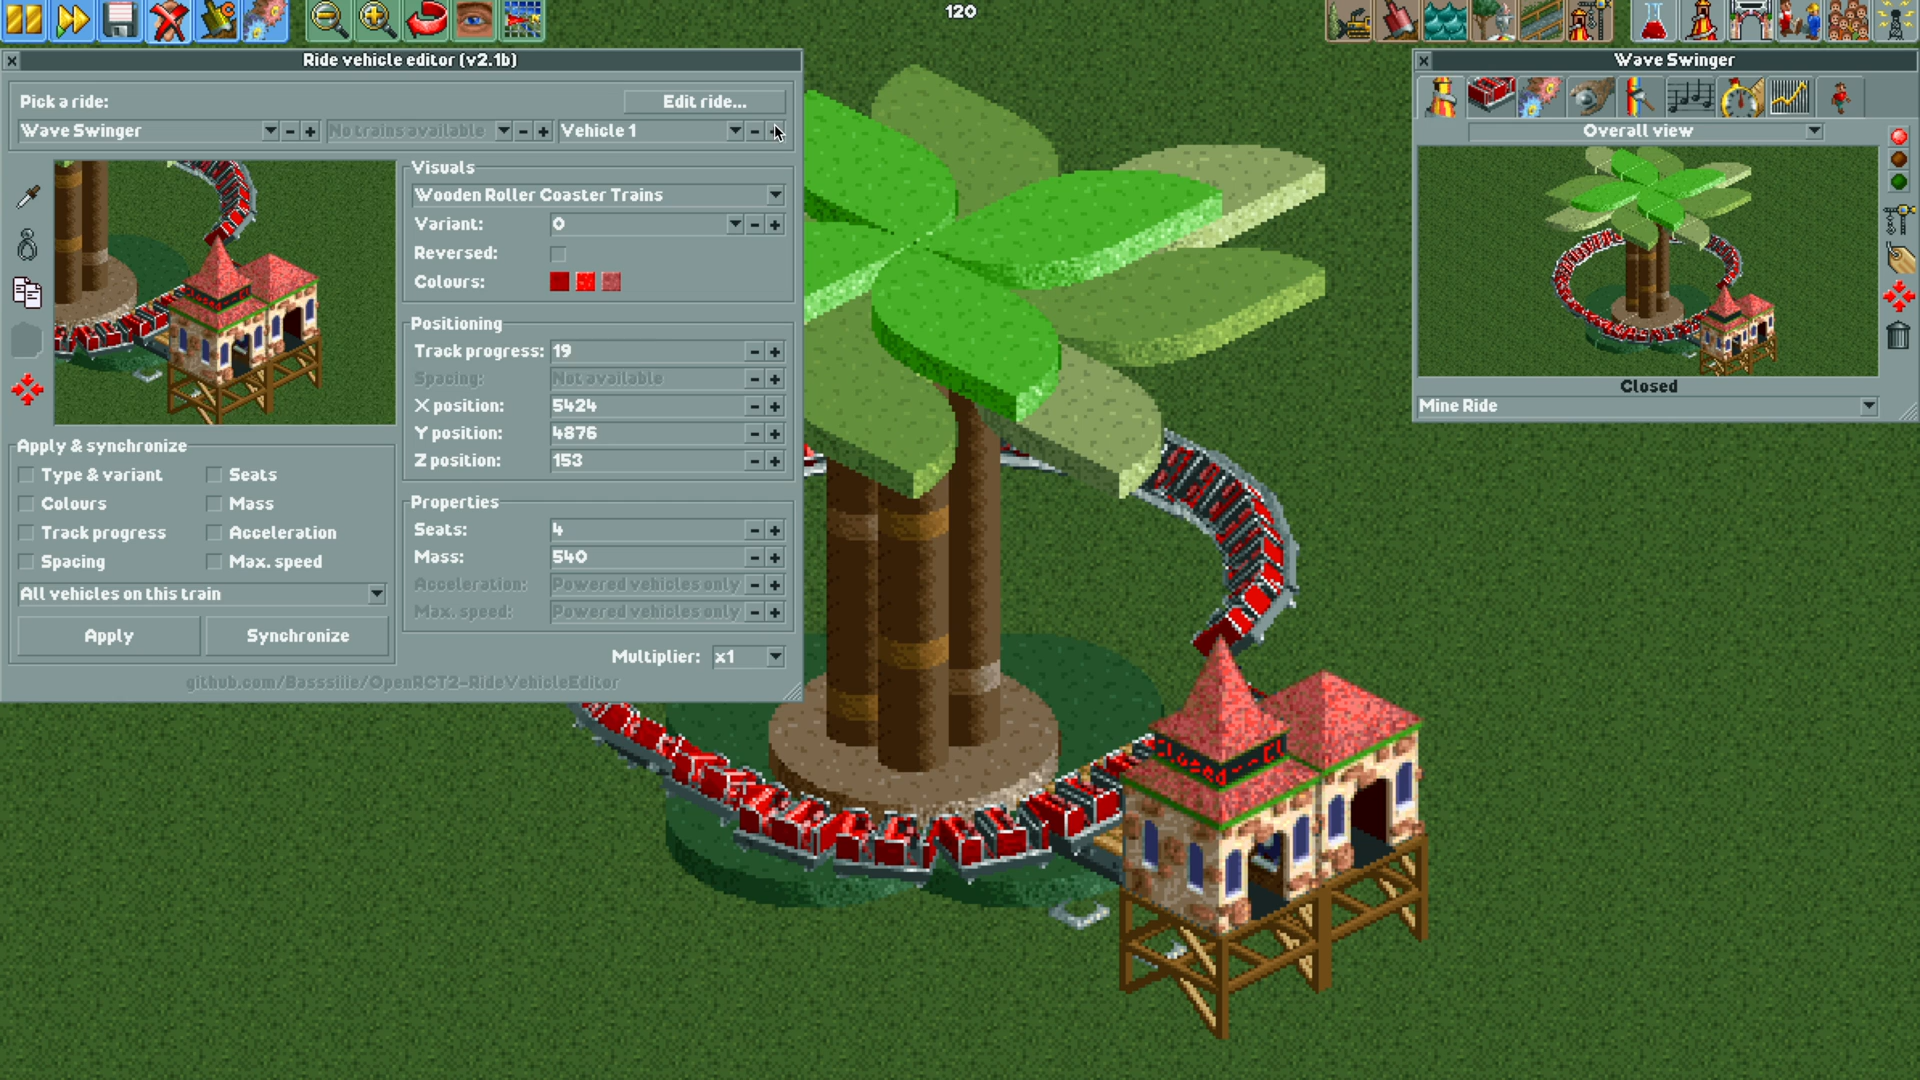 120
Ride vehicle editor (v2.1b)
Pick a ride:
Edit ride...
Wave Swinger
No trains available
Vehicle 1
Visuals
Wooden Roller Coaster Trains
Variant:
0
Reversed:
Colours:
Positioning
Track progress:
19
Spacing:
Not available
X position:
5424
Y position:
4876
Z position:
153
Properties
Seats:
4
Mass:
540
Acceleration:
Powered vehicles only
Max. speed:
Powered vehicles only
Multiplier:
x1
Apply & synchronize
Type & variant
Seats
Colours
Mass
Track progress
Acceleration
Spacing
Max. speed
All vehicles on this train
Apply
Synchronize
github.com/Basssiiie/OpenRCT2-RideVehicleEditor
Wave Swinger
Overall view
Closed
Mine Ride
Closed -- Cl